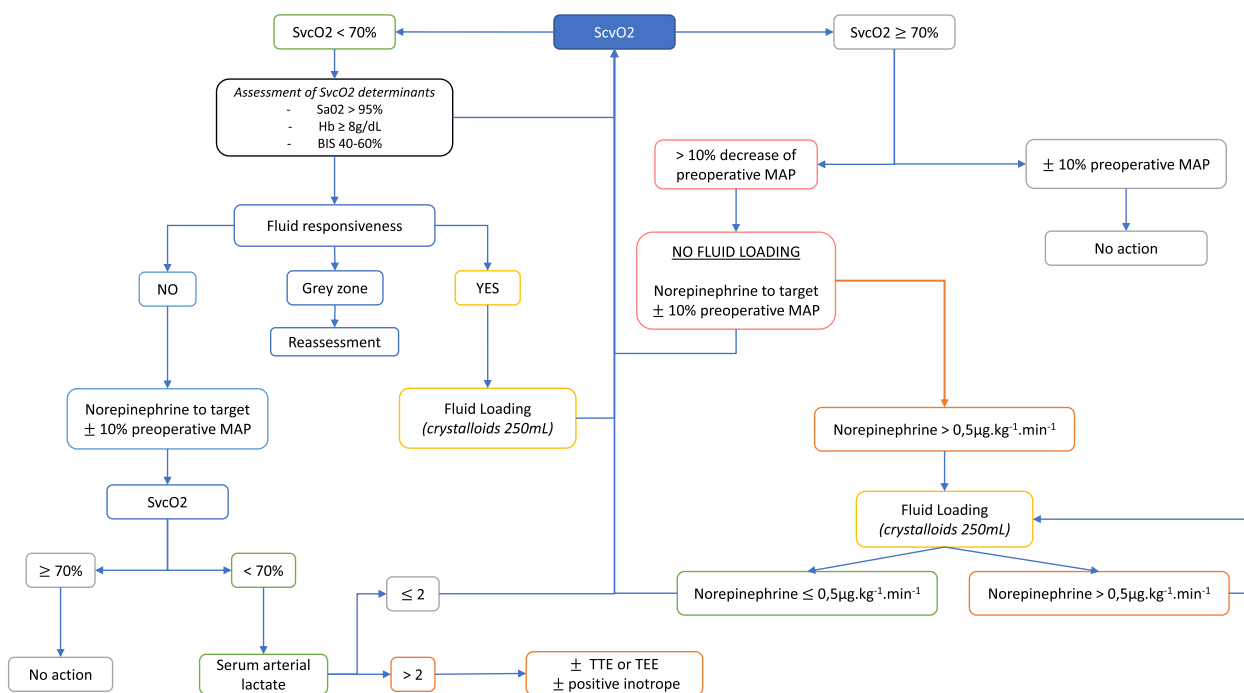 SvcO2 < 70%
ScvO2
SvcO2 ≥ 70%
Assessment of SvcO2 determinants
- Sa02 > 95%
- Hb ≥ 8g/dL
- BIS 40-60%
> 10% decrease of
preoperative MAP
± 10% preoperative MAP
Fluid responsiveness
NO FLUID LOADING
Norepinephrine to target
± 10% preoperative MAP
No action
NO
Grey zone
YES
Reassessment
Norepinephrine to target
± 10% preoperative MAP
Fluid Loading
(crystalloids 250mL)
Norepinephrine > 0,5µg.kg⁻¹.min⁻¹
SvcO2
Fluid Loading
(crystalloids 250mL)
≥ 70%
< 70%
≤ 2
Norepinephrine ≤ 0,5µg.kg⁻¹.min⁻¹
Norepinephrine > 0,5µg.kg⁻¹.min⁻¹
No action
Serum arterial
lactate
> 2
± TTE or TEE
± positive inotrope